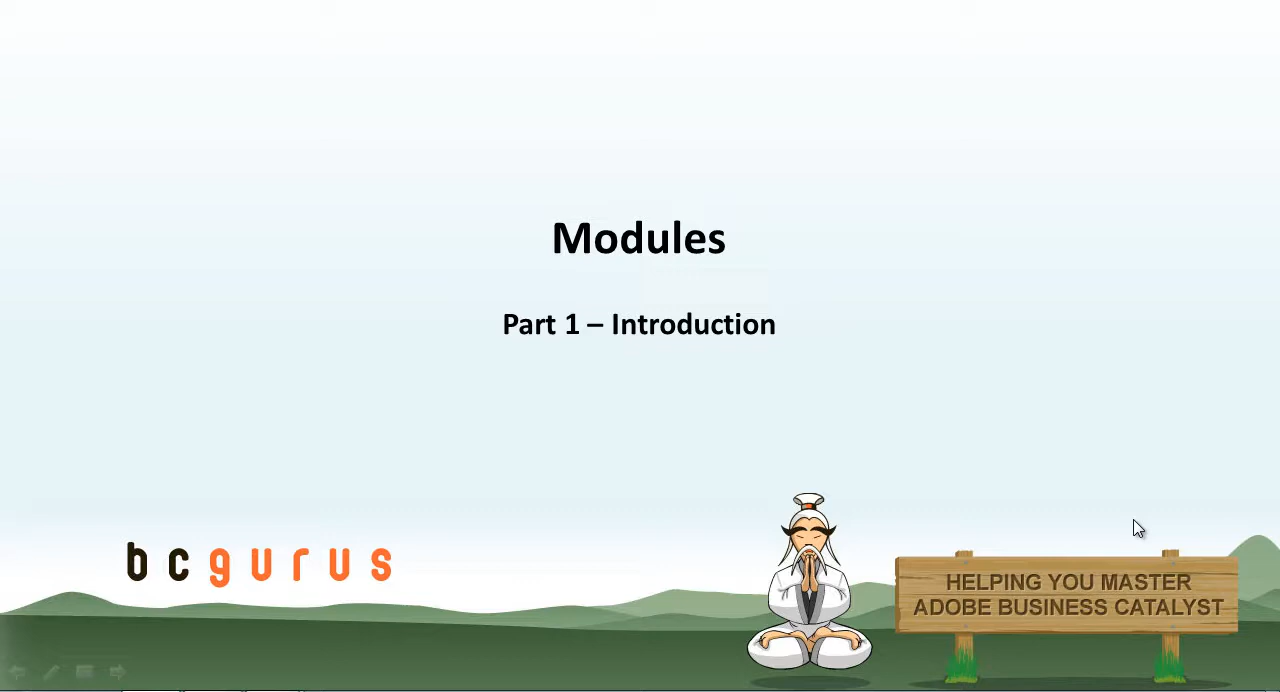 Modules
Part 1 – Introduction
bcgurus
HELPING YOU MASTER
ADOBE BUSINESS CATALYST